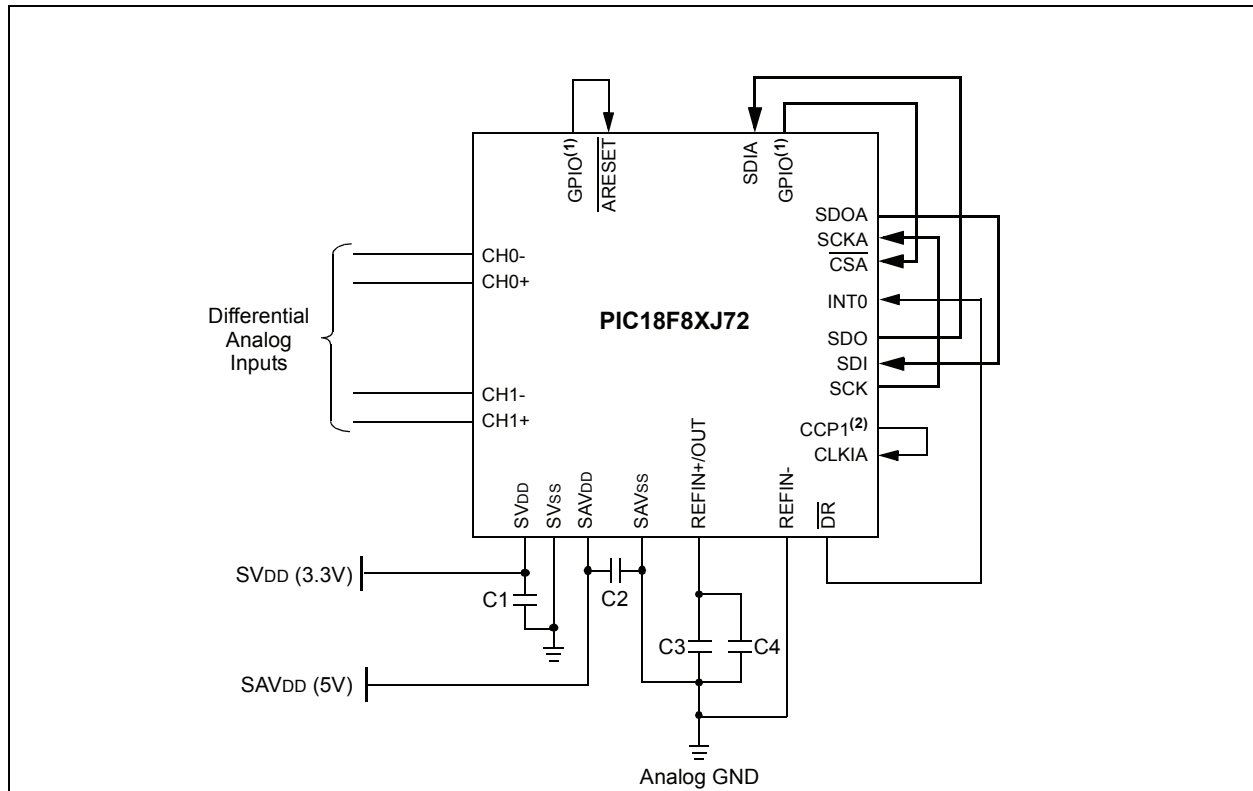 GPIO(1)
ARESET
SDIA
GPIO(1)
SDOA
SCKA
CSA
INT0
SDO
SDI
SCK
CCP1(2)
CLKIA
CH0-
CH0+
Differential
Analog
Inputs
CH1-
CH1+
PIC18F8XJ72
SVDD
SVSS
SAVDD
SAVSS
REFIN+/OUT
REFIN-
DR
SVDD (3.3V)
C1
C2
C3
C4
SAVDD (5V)
Analog GND